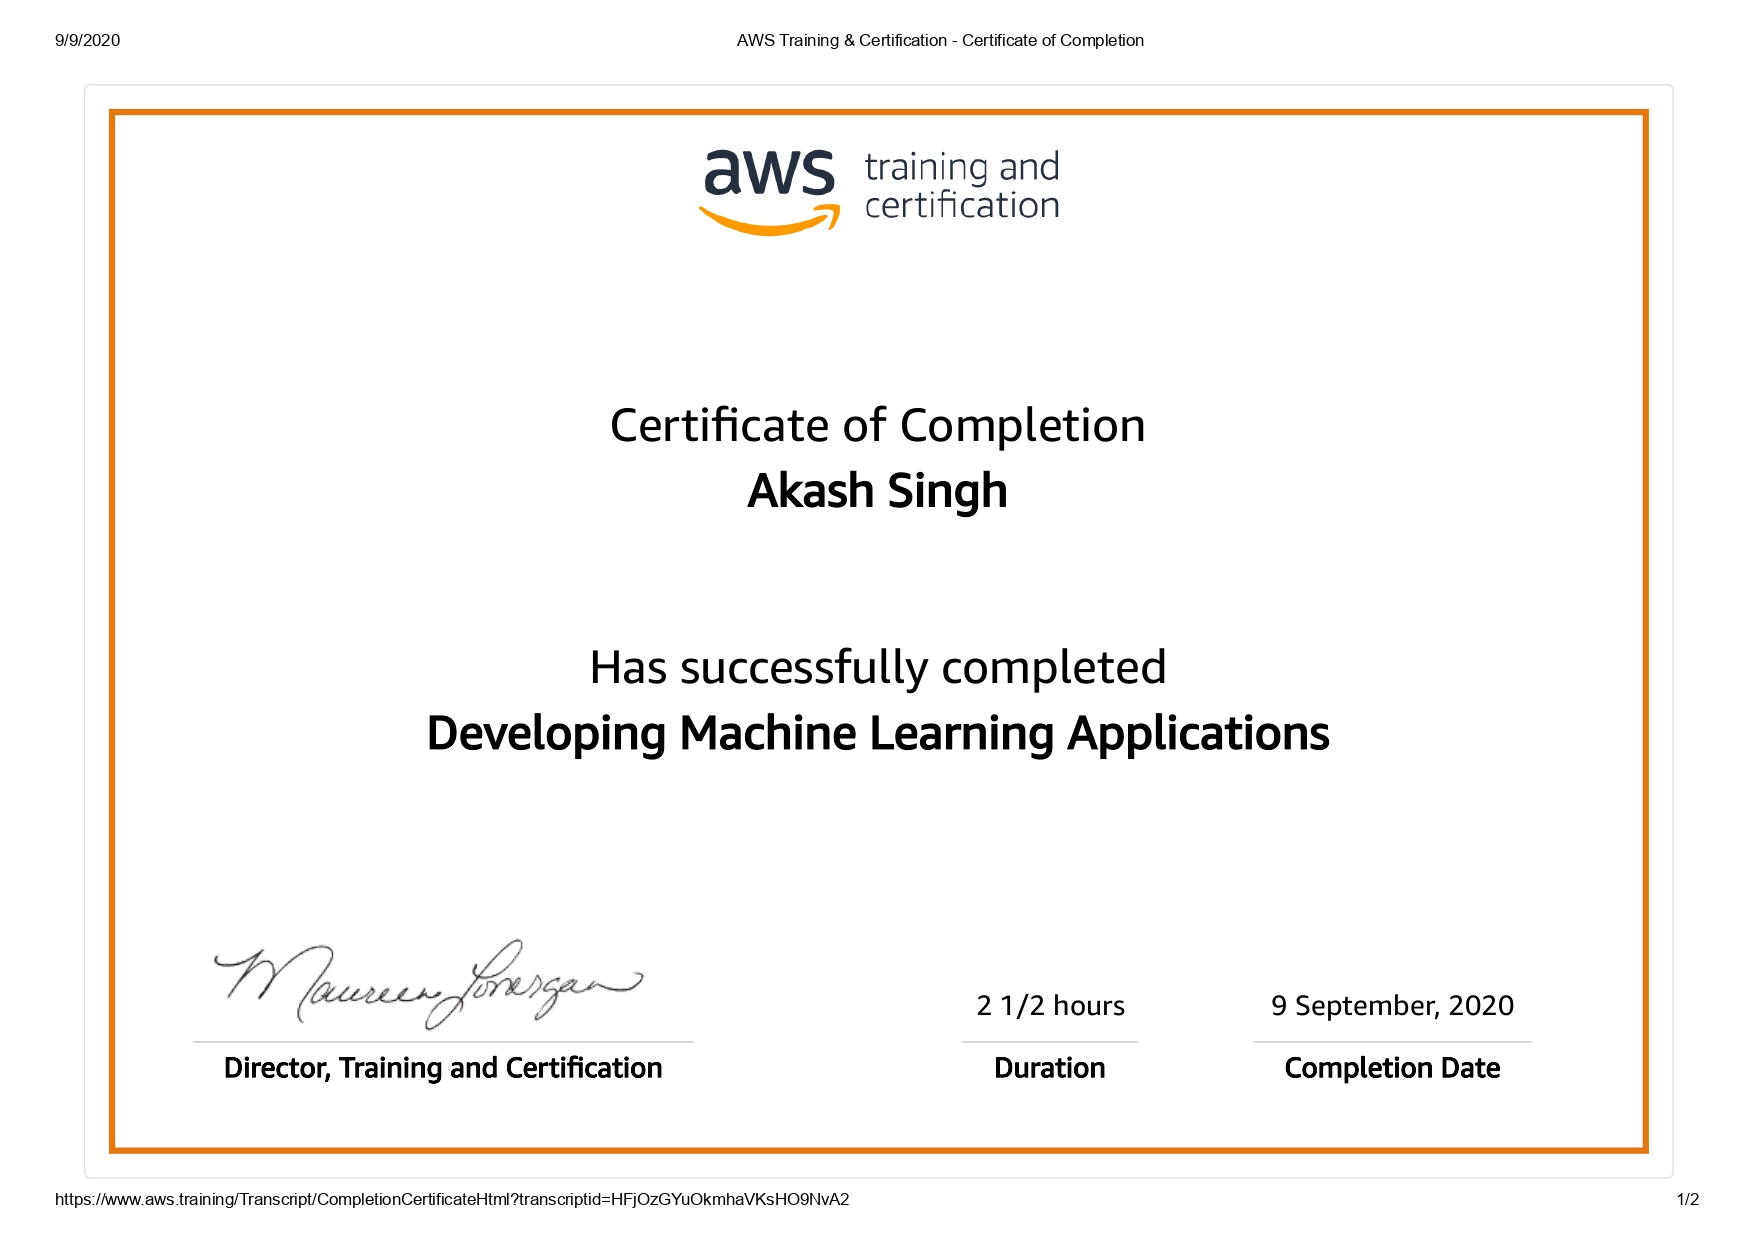 9/9/2020
AWS Training & Certification - Certificate of Completion
aws training and
certification
Certificate of Completion
Akash Singh
Has successfully completed
Developing Machine Learning Applications
Maureen Lonergan
2 1/2 hours
9 September, 2020
Director, Training and Certification
Duration
Completion Date
https://www.aws.training/Transcript/CompletionCertificateHtml?transcriptid=HFjOzGYuOkmhaVKsHO9NvA2
1/2